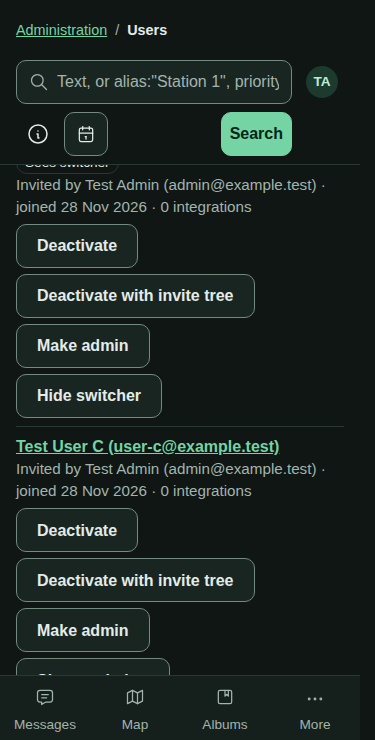 Administration / Users
Text, or alias:"Station 1", priority
TA
Search
Sees switcher
Invited by Test Admin (admin@example.test) ·
joined 28 Nov 2026 · 0 integrations
Deactivate
Deactivate with invite tree
Make admin
Hide switcher
Test User C (user-c@example.test)
Invited by Test Admin (admin@example.test) ·
joined 28 Nov 2026 · 0 integrations
Deactivate
Deactivate with invite tree
Make admin
Messages
Map
Albums
More